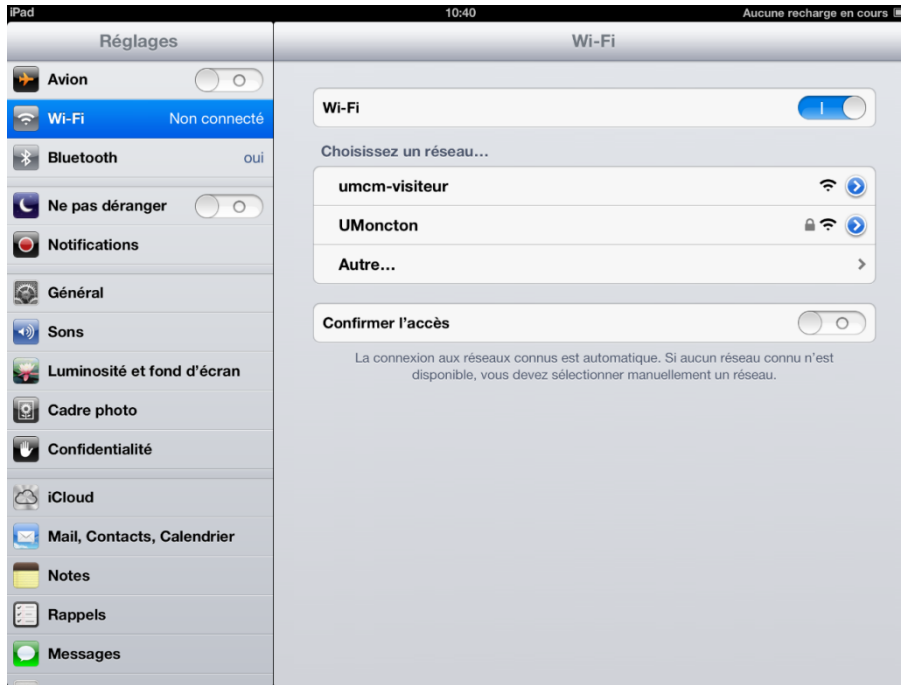 iPad
10:40
Aucune recharge en cours
Réglages
Avion
Wi-Fi Non connecté
Bluetooth oui
Ne pas déranger
Notifications
Général
Sons
Luminosité et fond d'écran
Cadre photo
Confidentialité
iCloud
Mail, Contacts, Calendrier
Notes
Rappels
Messages
Wi-Fi
Wi-Fi
Choisissez un réseau…
umcm-visiteur
UMoncton
Autre…
Confirmer l'accès
La connexion aux réseaux connus est automatique. Si aucun réseau connu n'est
disponible, vous devez sélectionner manuellement un réseau.